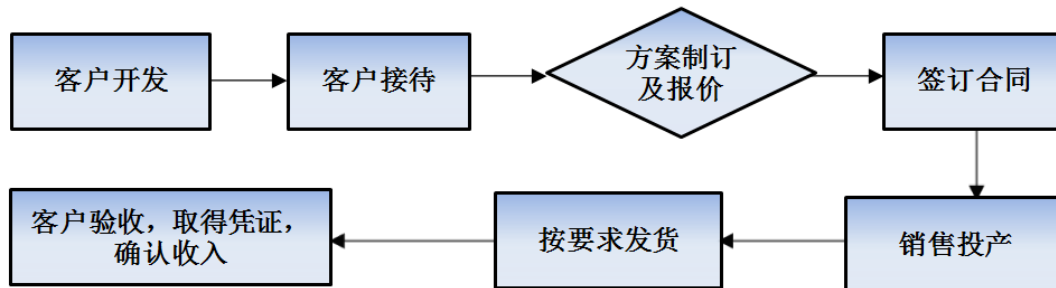 客户开发
客户接待
方案制订
及报价
签订合同
销售投产
按要求发货
客户验收，取得凭证，
确认收入